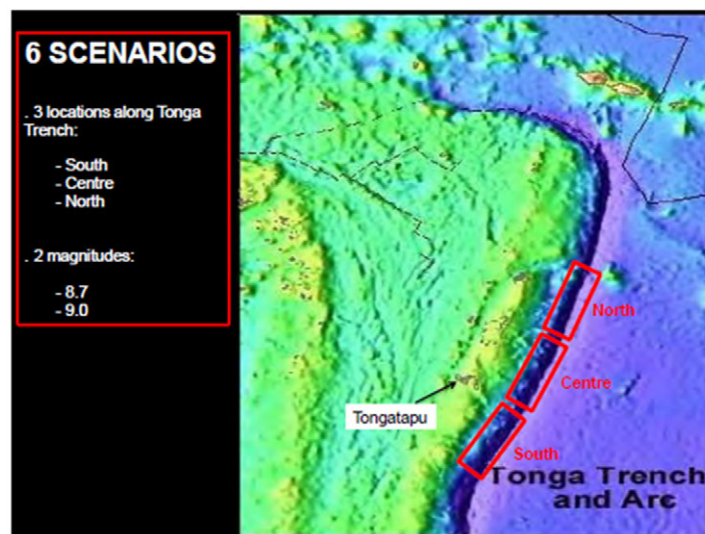 6 SCENARIOS
. 3 locations along Tonga
Trench:
- South
- Centre
- North
. 2 magnitudes:
- 8.7
- 9.0
North
Centre
Tongatapu
South
Tonga Trench
and Arc